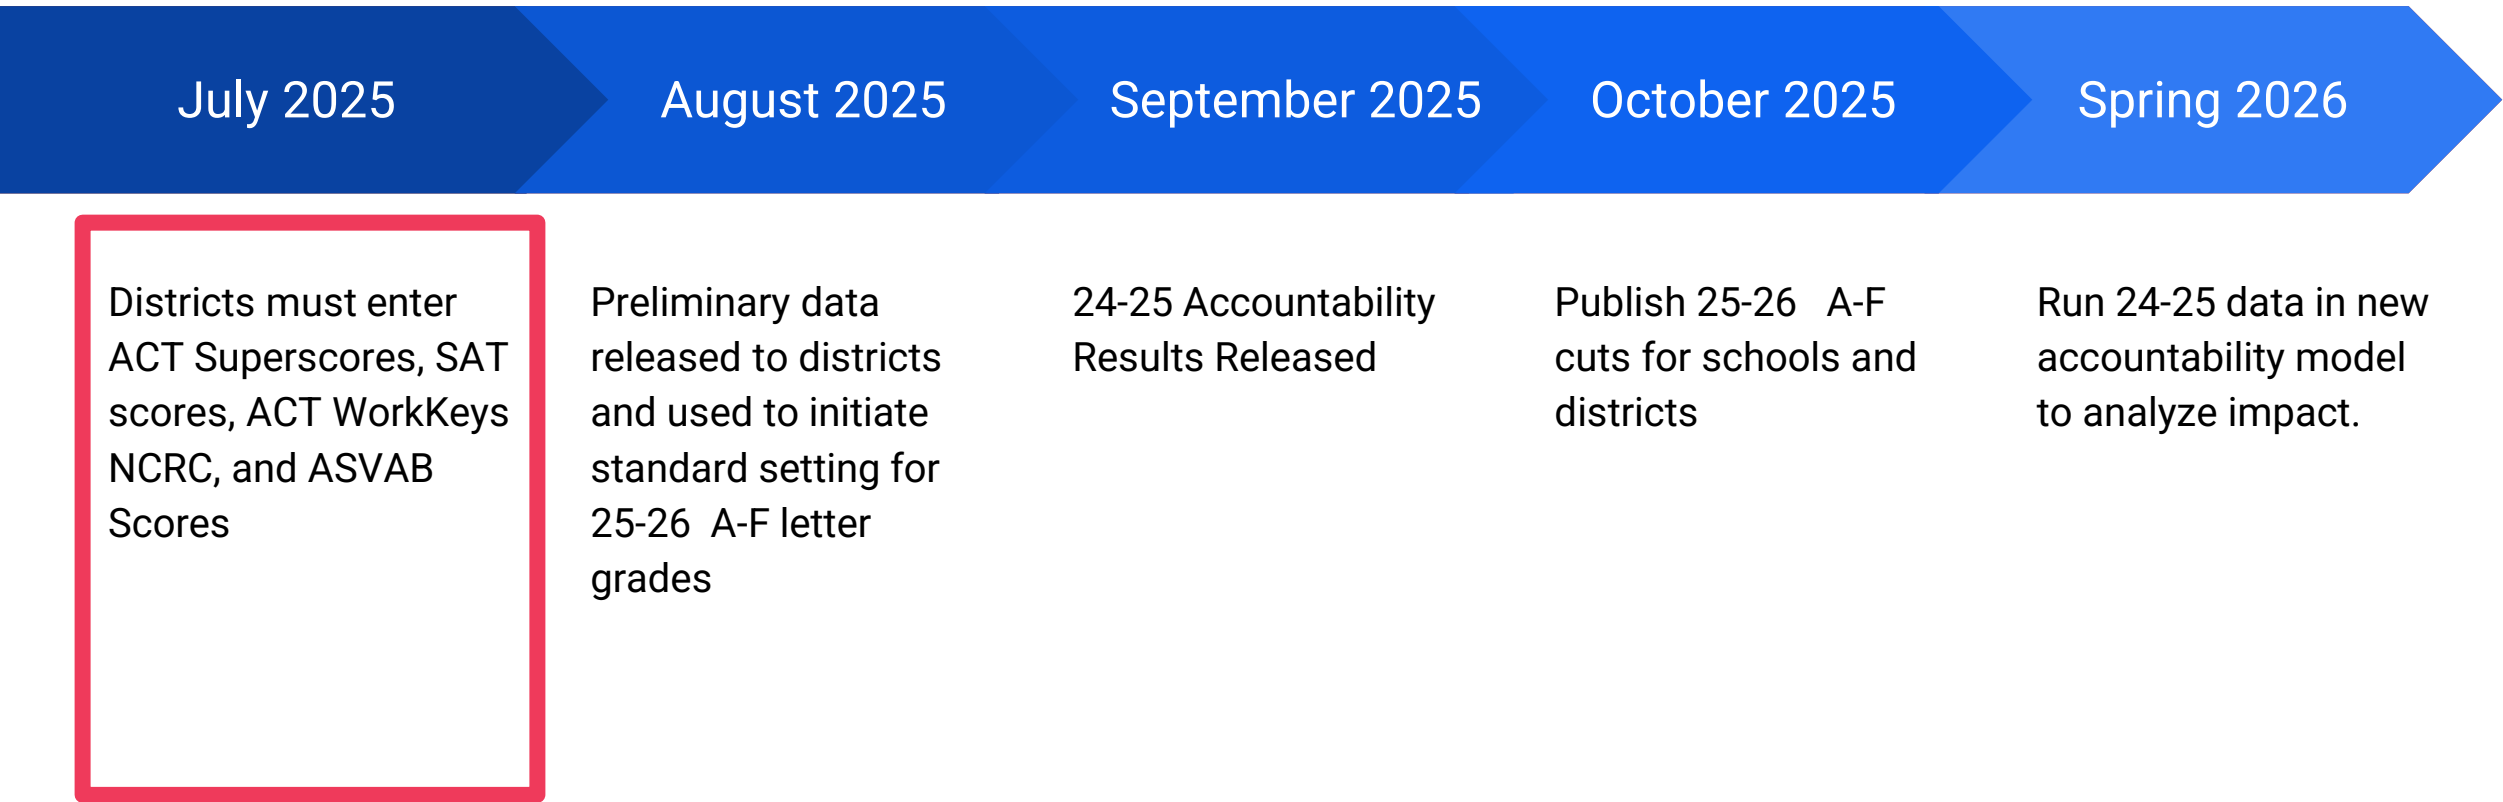 July 2025
August 2025
September 2025
October 2025
Spring 2026
Districts must enter
ACT Superscores, SAT
scores, ACT WorkKeys
NCRC, and ASVAB
Scores
Preliminary data
released to districts
and used to initiate
standard setting for
25-26  A-F letter
grades
24-25 Accountability
Results Released
Publish 25-26   A-F
cuts for schools and
districts
Run 24-25 data in new
accountability model
to analyze impact.